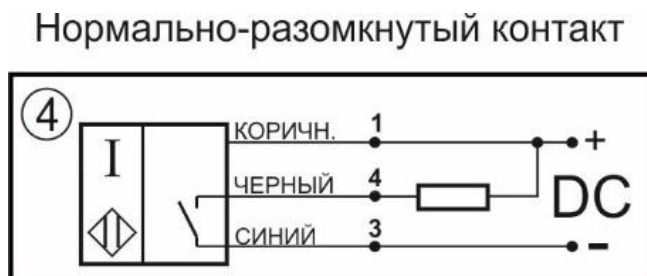 Нормально-разомкнутый контакт
4
КОРИЧН. 1 +
I
ЧЕРНЫЙ 4
DC
СИНИЙ 3 -